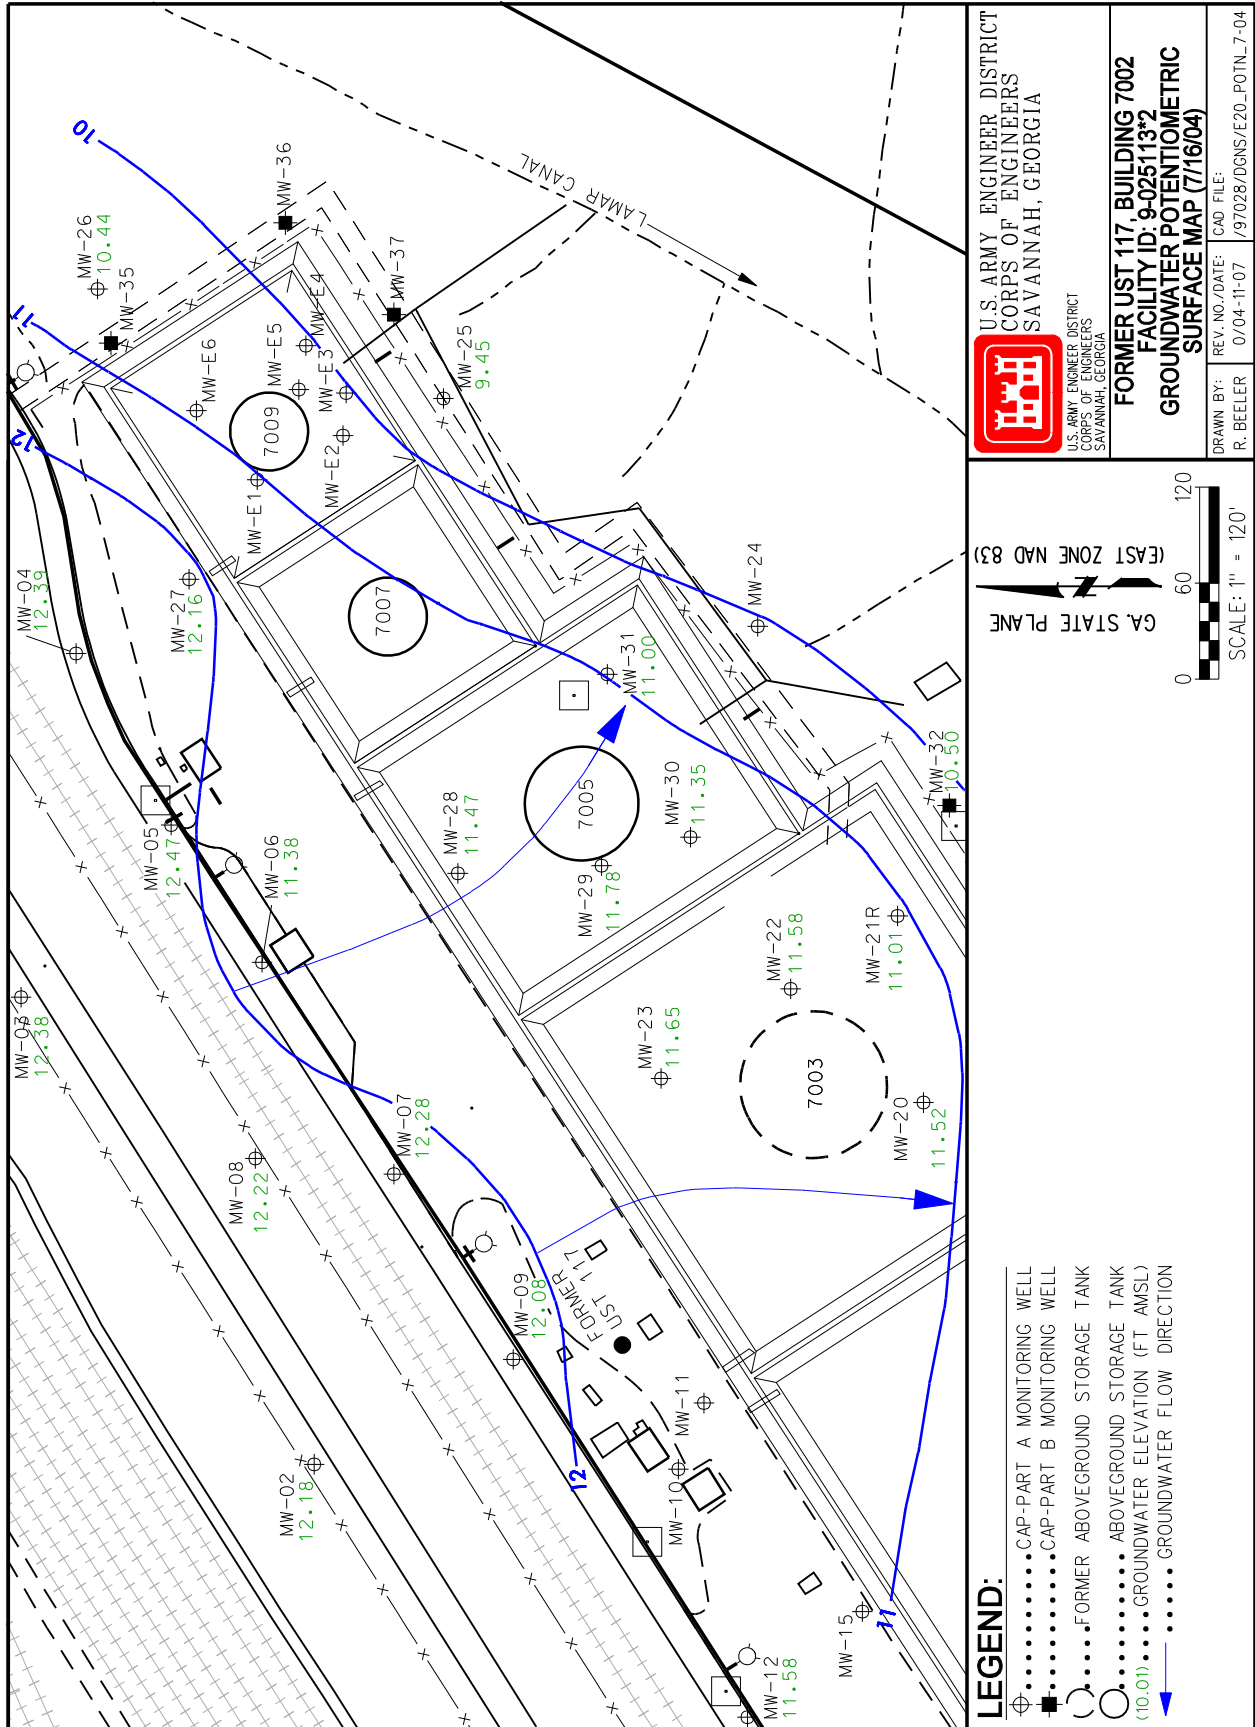 10
11
12
MW-26
10.44
MW-35
MW-36
MW-37
MW-E6
MW-E5
MW-E4
MW-E3
MW-E2
MW-E1
7009
MW-25
9.45
LAMAR CANAL
MW-04
12.39
MW-27
12.16
7007
MW-24
MW-31
11.00
MW-05
12.47
MW-06
11.38
MW-28
11.47
7005
MW-30
11.35
MW-29
11.78
MW-32
10.50
MW-03
12.38
MW-22
11.58
MW-21R
11.01
MW-23
11.65
7003
MW-20
11.52
MW-07
12.28
MW-08
12.22
MW-09
12.08
FORMER
UST 117
MW-02
12.18
12
MW-11
MW-10
MW-15
11
MW-12
11.58
U.S. ARMY ENGINEER DISTRICT
CORPS OF ENGINEERS
SAVANNAH, GEORGIA
U.S. ARMY ENGINEER DISTRICT
CORPS OF ENGINEERS
SAVANNAH, GEORGIA
FORMER UST 117, BUILDING 7002
FACILITY ID: 9-025113*2
GROUNDWATER POTENTIOMETRIC
SURFACE MAP (7/16/04)
DRAWN BY:
R. BEELER
REV. NO./DATE:
0/04-11-07
CAD FILE:
/97028/DGNS/E20_POTN_7-04
GA. STATE PLANE
N
(EAST ZONE NAD 83)
0 60 120
SCALE: 1" = 120'
LEGEND:
CAP-PART A MONITORING WELL
CAP-PART B MONITORING WELL
FORMER ABOVEGROUND STORAGE TANK
ABOVEGROUND STORAGE TANK
(10.01) GROUNDWATER ELEVATION (FT AMSL)
GROUNDWATER FLOW DIRECTION